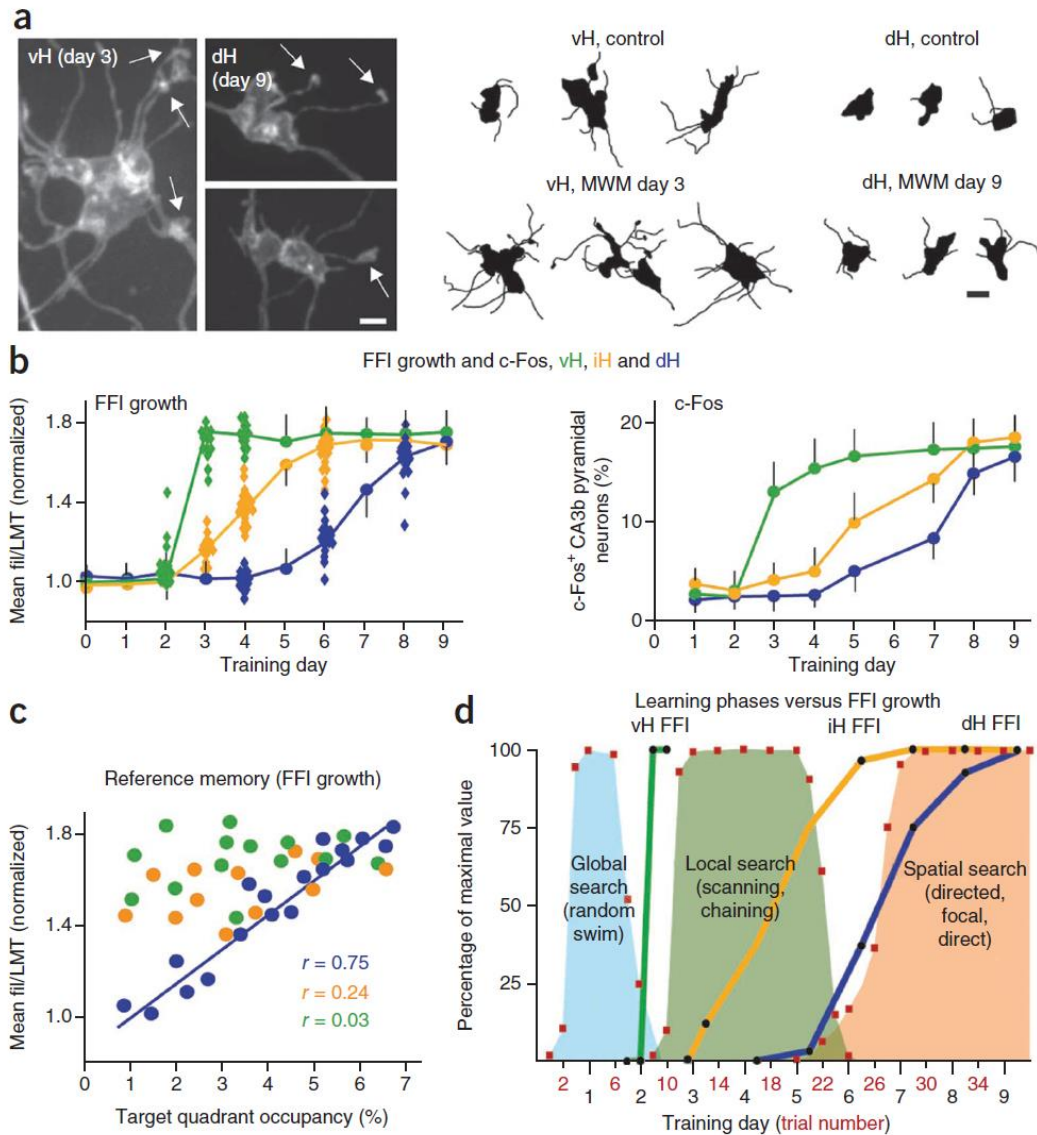 a
vH (day 3)
dH
(day 9)
vH, control
dH, control
vH, MWM day 3
dH, MWM day 9
b
FFI growth and c-Fos, vH, iH and dH
FFI growth
Mean fil/LMT (normalized)
1.8
1.4
1.0
0 1 2 3 4 5 6 7 8 9
Training day
c-Fos
c-Fos+ CA3b pyramidal
neurons (%)
20
10
0
0 1 2 3 4 5 6 7 8 9
Training day
c
Reference memory (FFI growth)
Mean fil/LMT (normalized)
1.8
1.4
1.0
r = 0.75
r = 0.24
r = 0.03
0 1 2 3 4 5 6 7
Target quadrant occupancy (%)
d
Learning phases versus FFI growth
vH FFI
iH FFI
dH FFI
Percentage of maximal value
100
75
50
25
Global
search
(random
swim)
Local search
(scanning,
chaining)
Spatial search
(directed,
focal,
direct)
2 6 10 14 18 22 26 30 34
1 2 3 4 5 6 7 8 9
Training day (trial number)